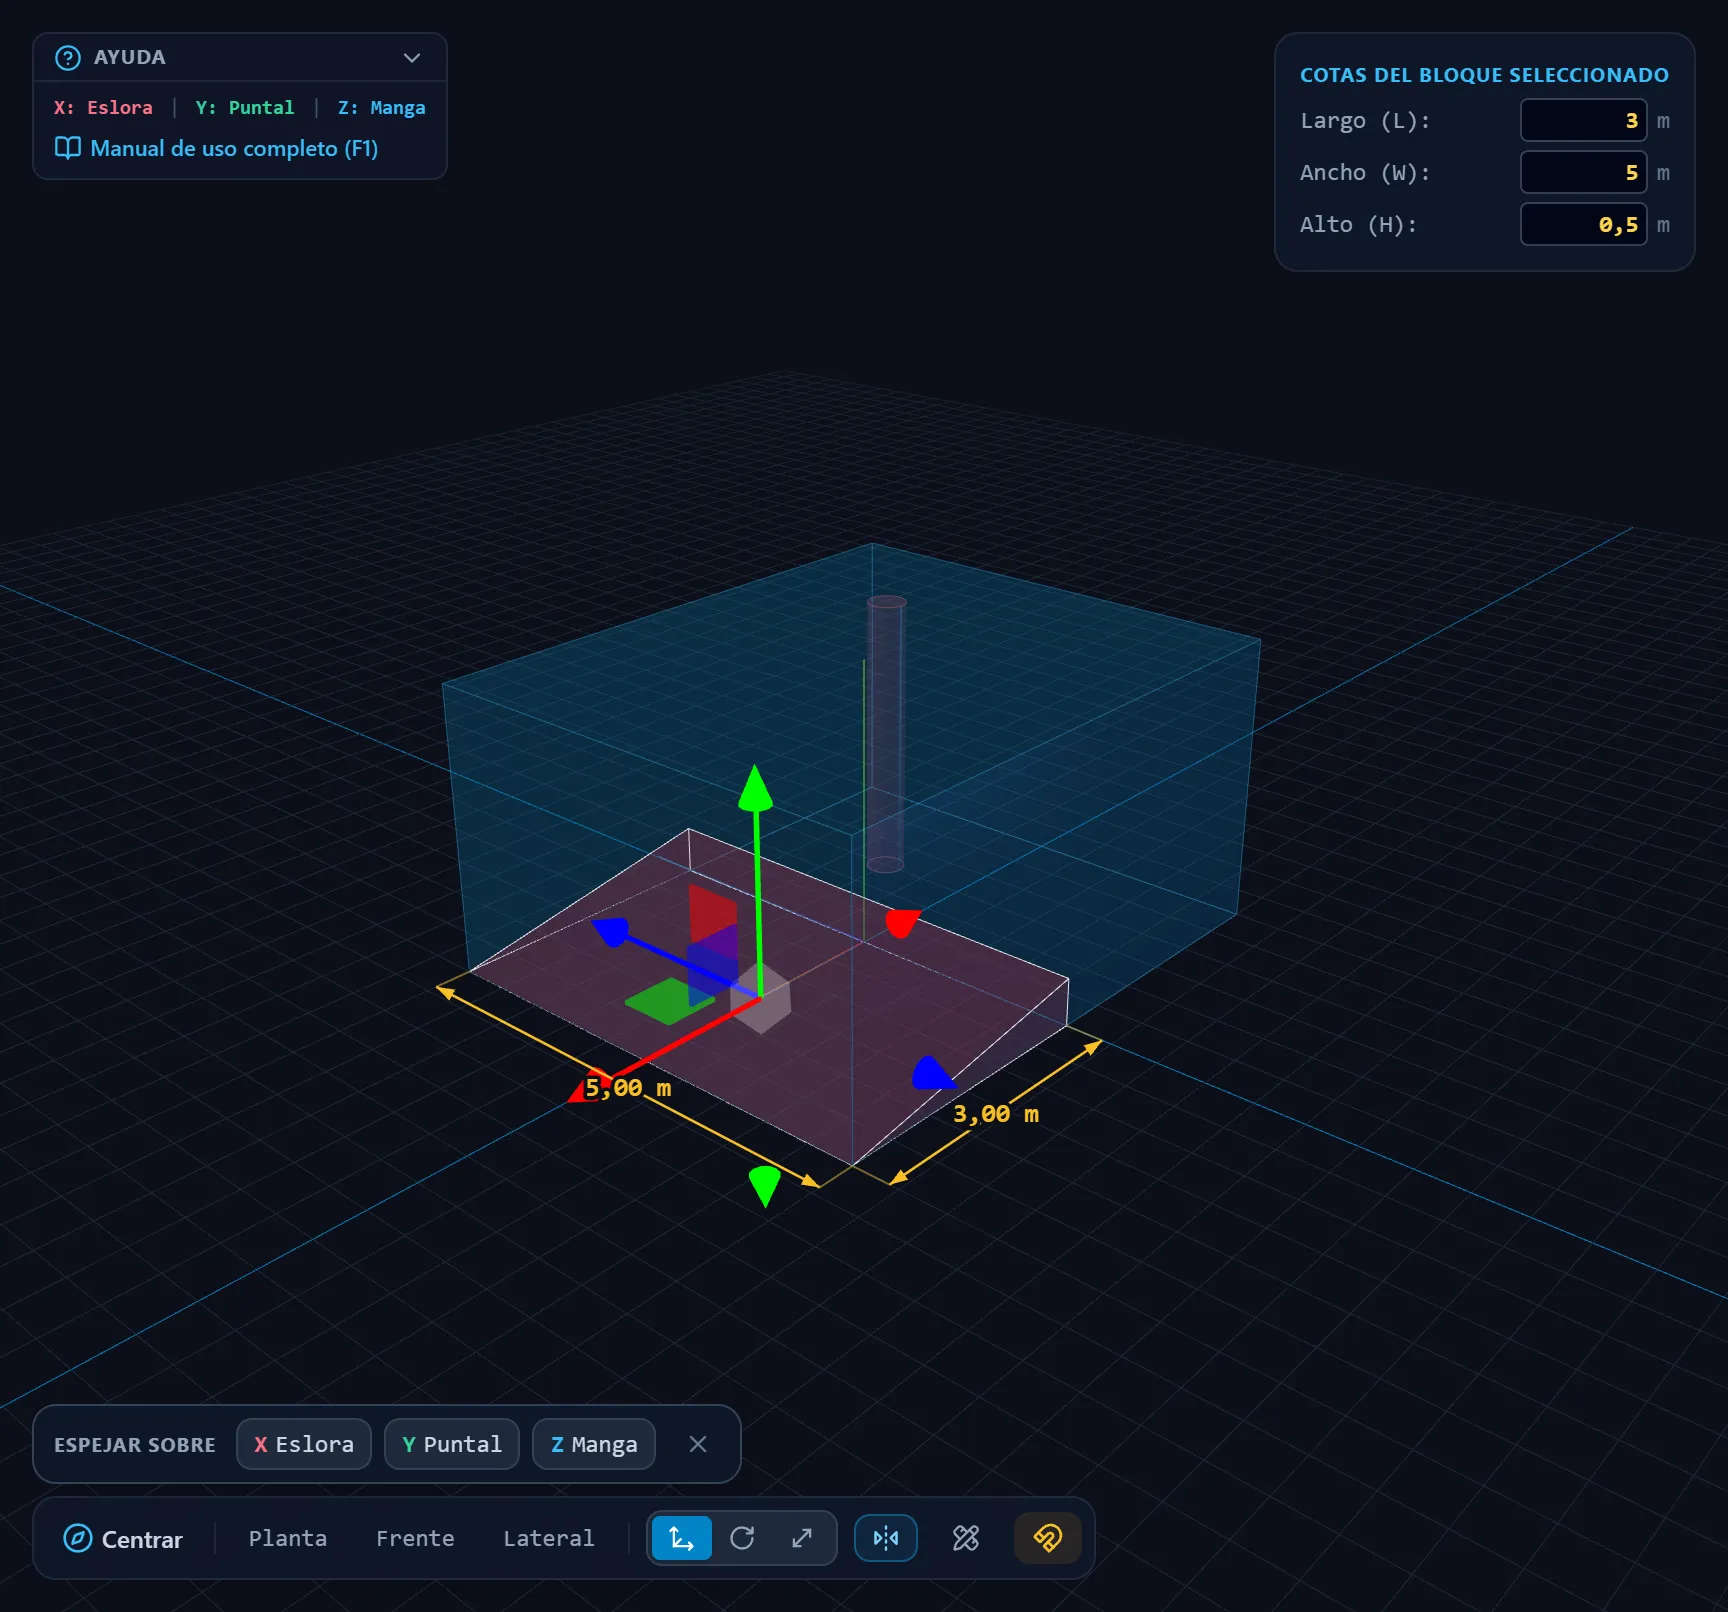 AYUDA
X: Eslora | Y: Puntal | Z: Manga
Manual de uso completo (F1)
COTAS DEL BLOQUE SELECCIONADO
Largo (L): 3 m
Ancho (W): 5 m
Alto (H): 0,5 m
5,00 m
3,00 m
ESPEJAR SOBRE X Eslora Y Puntal Z Manga
Centrar Planta Frente Lateral